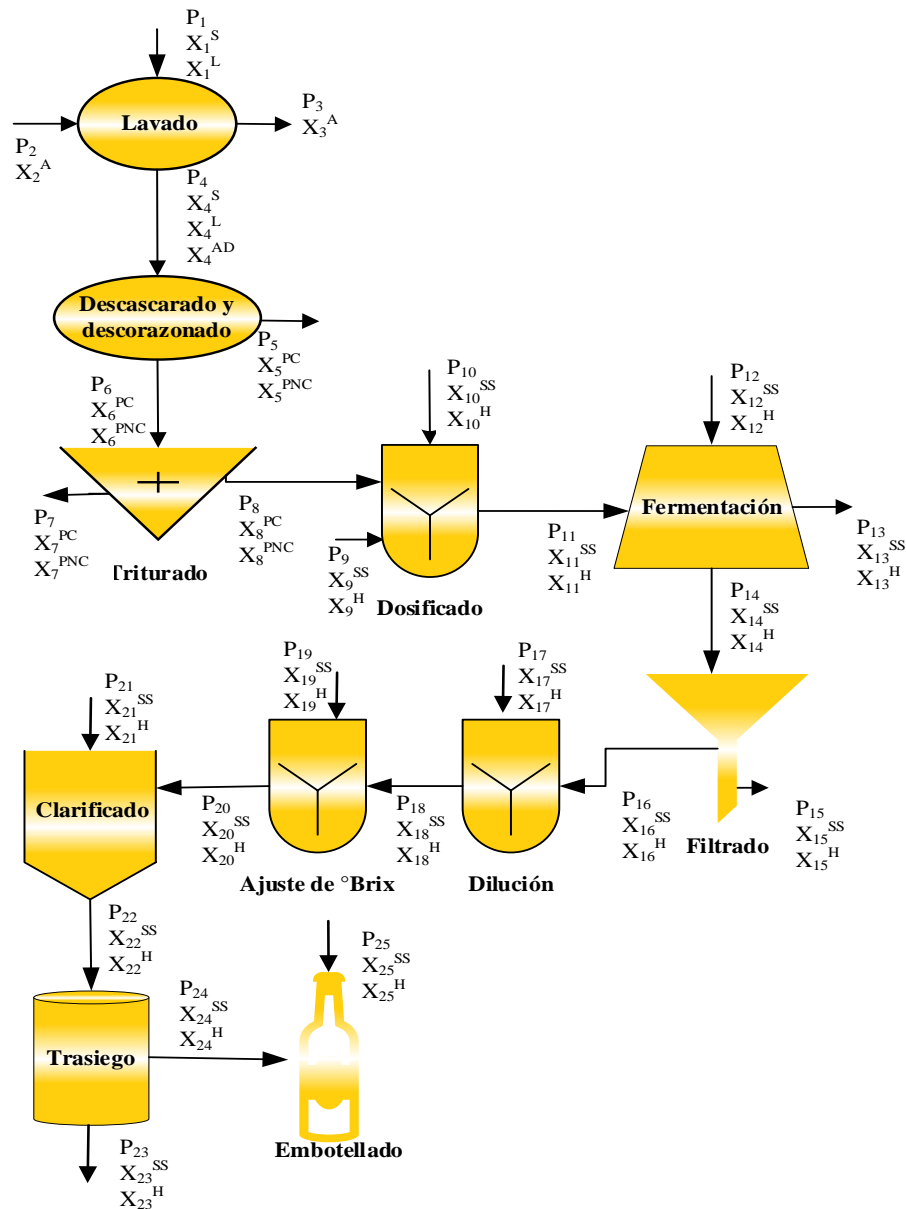 P₁
X₁ˢ
X₁ᴸ
Lavado
P₃
X₃ᴬ
P₂
X₂ᴬ
P₄
X₄ˢ
X₄ᴸ
X₄ᴬᴰ
Descascarado y
descorazonado
P₅
X₅ᴾᶜ
X₅ᴾᴺᶜ
P₆
X₆ᴾᶜ
X₆ᴾᴺᶜ
P₇
X₇ᴾᶜ
X₇ᴾᴺᶜ
Triturado
P₈
X₈ᴾᶜ
X₈ᴾᴺᶜ
P₁₀
X₁₀ˢˢ
X₁₀ᴴ
P₉
X₉ˢˢ
X₉ᴴ
Dosificado
P₁₁
X₁₁ˢˢ
X₁₁ᴴ
P₁₂
X₁₂ˢˢ
X₁₂ᴴ
Fermentación
P₁₃
X₁₃ˢˢ
X₁₃ᴴ
P₁₄
X₁₄ˢˢ
X₁₄ᴴ
P₁₅
X₁₅ˢˢ
X₁₅ᴴ
Filtrado
P₁₆
X₁₆ˢˢ
X₁₆ᴴ
P₁₇
X₁₇ˢˢ
X₁₇ᴴ
Dilución
P₁₈
X₁₈ˢˢ
X₁₈ᴴ
P₁₉
X₁₉ˢˢ
X₁₉ᴴ
Ajuste de °Brix
P₂₀
X₂₀ˢˢ
X₂₀ᴴ
P₂₁
X₂₁ˢˢ
X₂₁ᴴ
Clarificado
P₂₂
X₂₂ˢˢ
X₂₂ᴴ
Trasiego
P₂₃
X₂₃ˢˢ
X₂₃ᴴ
P₂₄
X₂₄ˢˢ
X₂₄ᴴ
P₂₅
X₂₅ˢˢ
X₂₅ᴴ
Embotellado